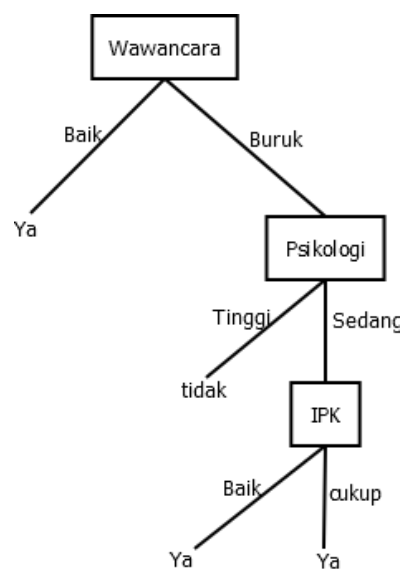 Wawancara
Baik
Buruk
Ya
Psikologi
Tinggi
Sedang
tidak
IPK
Baik
cukup
Ya
Ya